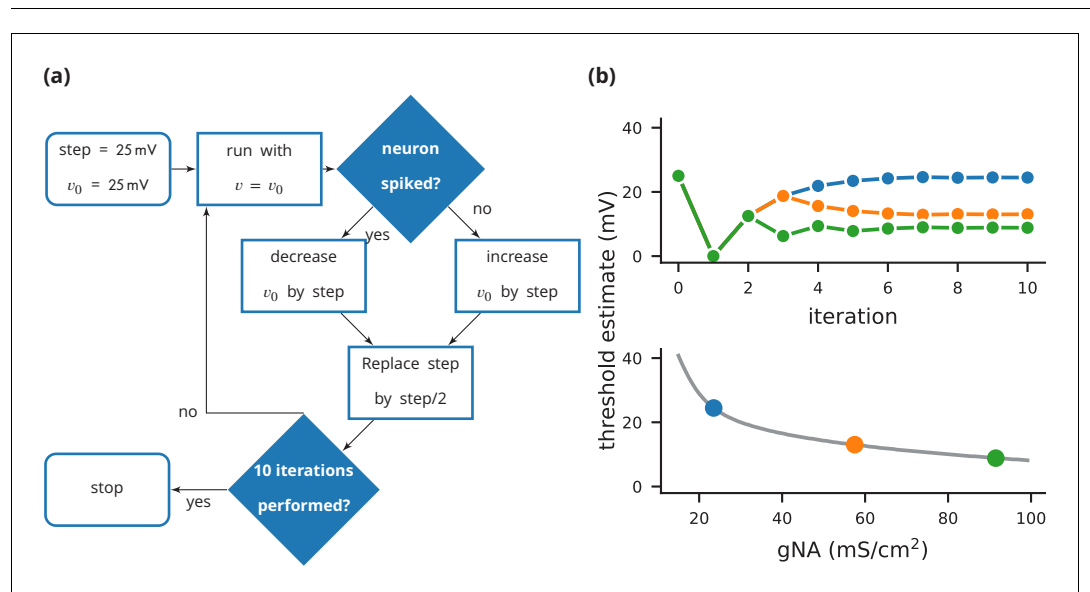 (a)
step = 25 mV
v₀ = 25 mV
run with
v = v₀
neuron
spiked?
yes
no
decrease
v₀ by step
increase
v₀ by step
Replace step
by step/2
no
10 iterations
performed?
yes
stop
(b)
threshold estimate (mV)
40
20
0
0 2 4 6 8 10
iteration
40
20
0
20 40 60 80 100
gNA (mS/cm²)